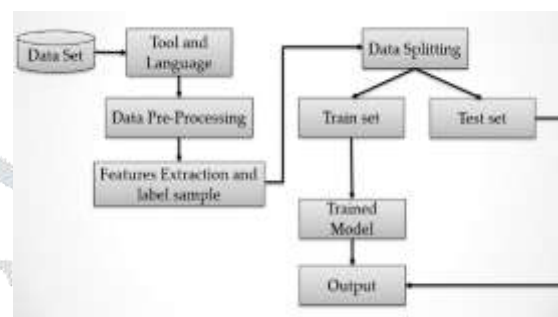 Data Set
Tool and
Language
Data Pre-Processing
Features Extraction and
label sample
Data Splitting
Train set
Test set
Trained
Model
Output